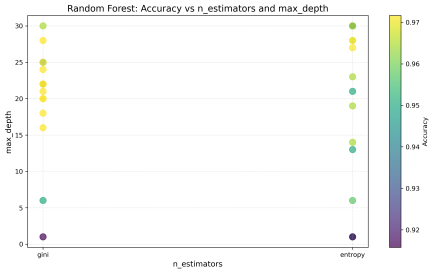 Random Forest: Accuracy vs n_estimators and max_depth
30
25
20
15
10
5
0
max_depth
gini
entropy
n_estimators
0.97
0.96
0.95
0.94
0.93
0.92
Accuracy